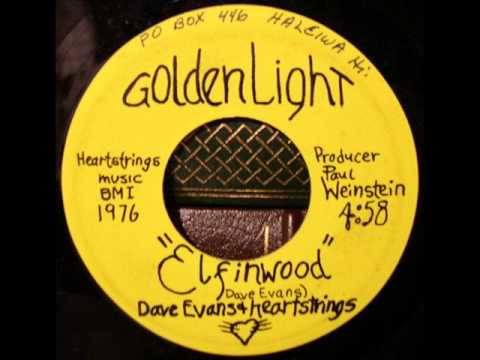 PO BOX 446 HALEIWA Hi.
GOldenLighT
Heartstrings
music
BMI
1976
Producer
Paul
Weinstein
4:58
"Elfinwood"
(Dave Evans)
Dave Evans + heartstrings